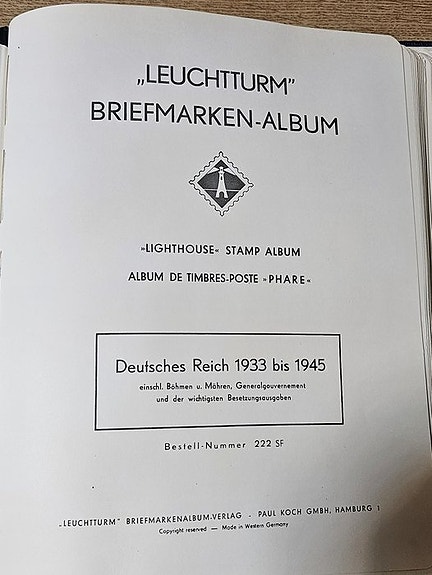 „LEUCHTTURM"
BRIEFMARKEN-ALBUM
»LIGHTHOUSE« STAMP ALBUM
ALBUM DE TIMBRES-POSTE »PHARE«
Deutsches Reich 1933 bis 1945
einschl. Böhmen u. Mähren, Generalgouvernement
und der wichtigsten Besetzungsausgaben
Bestell-Nummer 222 SF
„LEUCHTTURM" BRIEFMARKENALBUM-VERLAG . PAUL KOCH GMBH, HAMBURG 1
Copyright reserved — Made in Western Germany